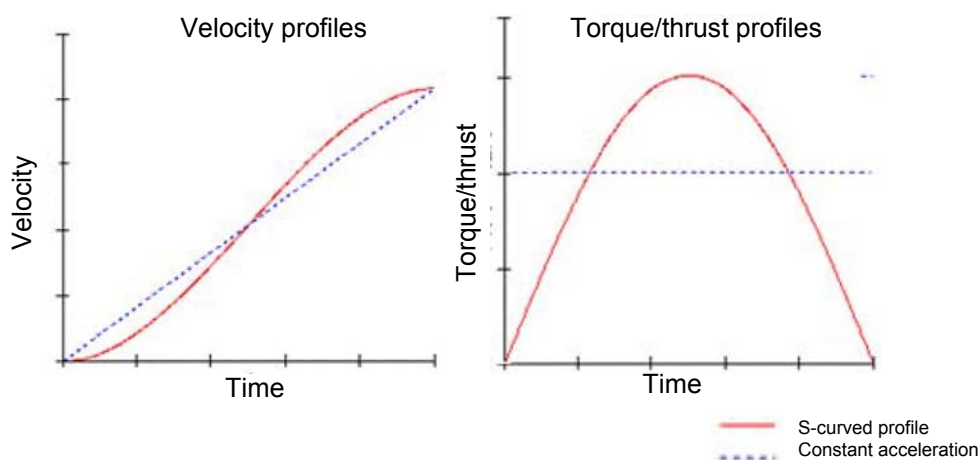 Velocity profiles
Torque/thrust profiles
Velocity
Torque/thrust
Time
Time
S-curved profile
Constant acceleration